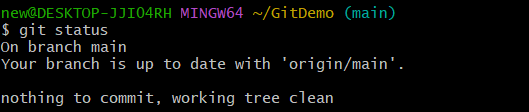 new@DESKTOP-JJIO4RH MINGW64 ~/GitDemo (main)
$ git status
On branch main
Your branch is up to date with 'origin/main'.
nothing to commit, working tree clean